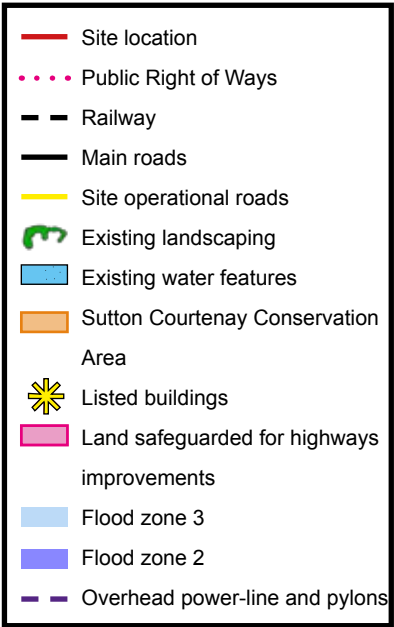 Site location
Public Right of Ways
Railway
Main roads
Site operational roads
Existing landscaping
Existing water features
Sutton Courtenay Conservation
Area
Listed buildings
Land safeguarded for highways
improvements
Flood zone 3
Flood zone 2
Overhead power-line and pylons